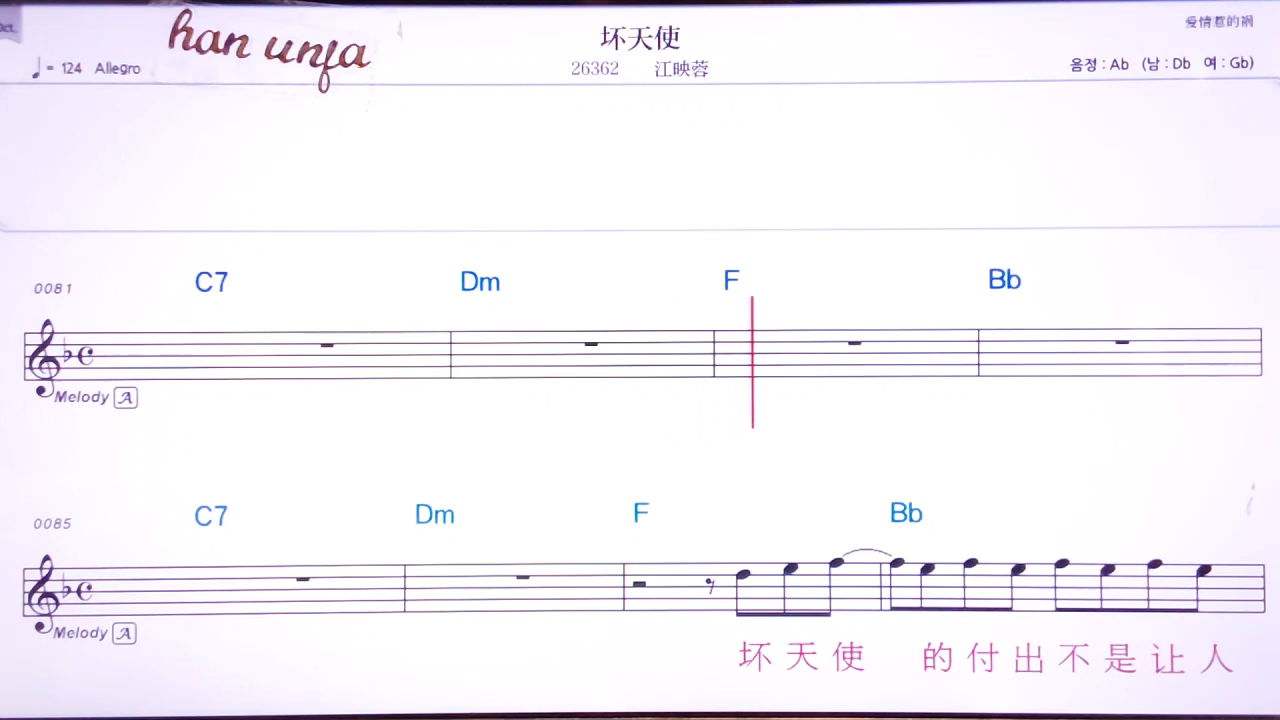 Oct.
han unfa
坏天使
爱情惹的祸
♩= 124 Allegro
26362 江映蓉
음정 : Ab (남 : Db 여 : Gb)
0081 C7 Dm F Bb
Melody A
0085 C7 Dm F Bb
Melody A
坏天使 的付出不是让人